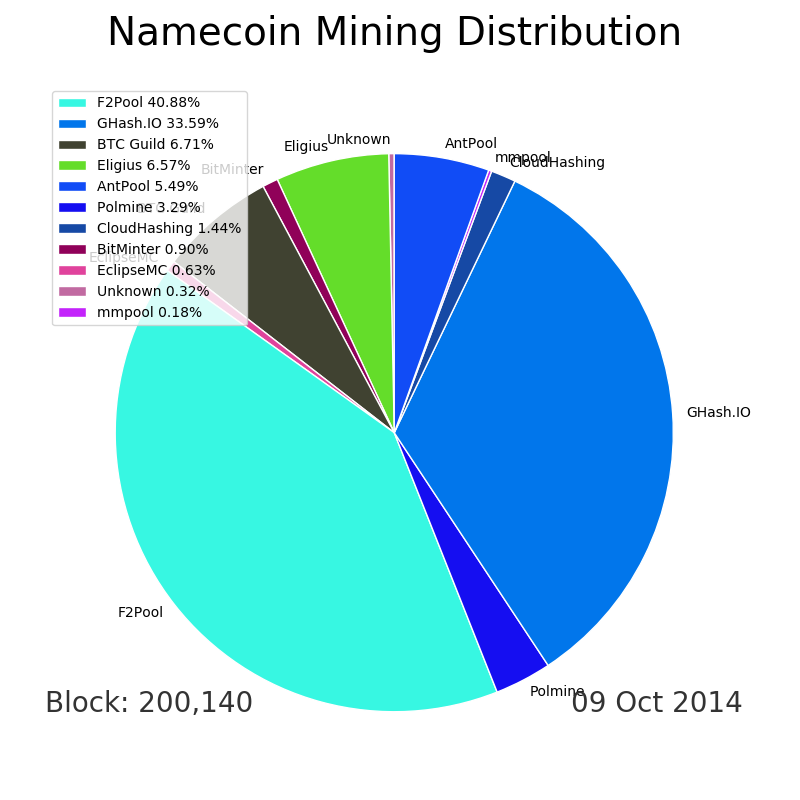 Namecoin Mining Distribution
F2Pool 40.88%
GHash.IO 33.59%
BTC Guild 6.71%
Eligius 6.57%
AntPool 5.49%
Polmine 3.29%
CloudHashing 1.44%
BitMinter 0.90%
EclipseMC 0.63%
Unknown 0.32%
mmpool 0.18%
Unknown
AntPool
Eligius
mmpool
CloudHashing
BitMinter
BTC Guild
EclipseMC
GHash.IO
F2Pool
Polmine
Block: 200,140
09 Oct 2014